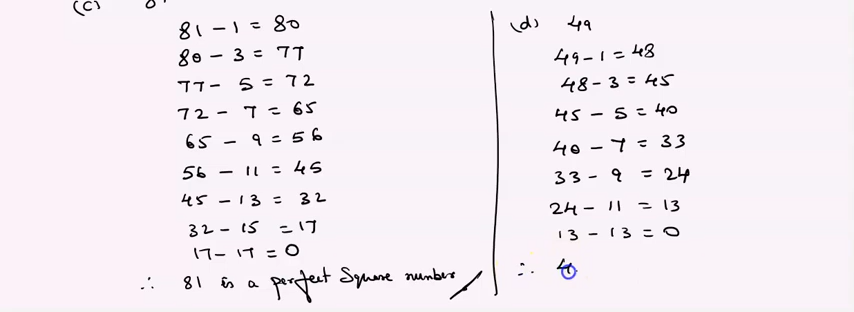 (c)
81 - 1 = 80
80 - 3 = 77
77 - 5 = 72
72 - 7 = 65
65 - 9 = 56
56 - 11 = 45
45 - 13 = 32
32 - 15 = 17
17 - 17 = 0
∴ 81 is a perfect Square number
(d) 49
49 - 1 = 48
48 - 3 = 45
45 - 5 = 40
40 - 7 = 33
33 - 9 = 24
24 - 11 = 13
13 - 13 = 0
∴ 4